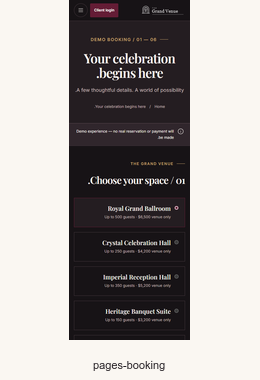 Client login
Grand Venue
DEMO BOOKING / 01 — 06
Your celebration
.begins here
.A few thoughtful details. A world of possibility
Your celebration begins here / Home
Demo experience — no real reservation or payment will
.be made
THE GRAND VENUE
.Choose your space / 01
Royal Grand Ballroom
Up to 600 guests · $8,500 venue only
Crystal Celebration Hall
Up to 250 guests · $4,200 venue only
Imperial Reception Hall
Up to 350 guests · $5,200 venue only
Heritage Banquet Suite
Up to 160 guests · $3,200 venue only
pages-booking